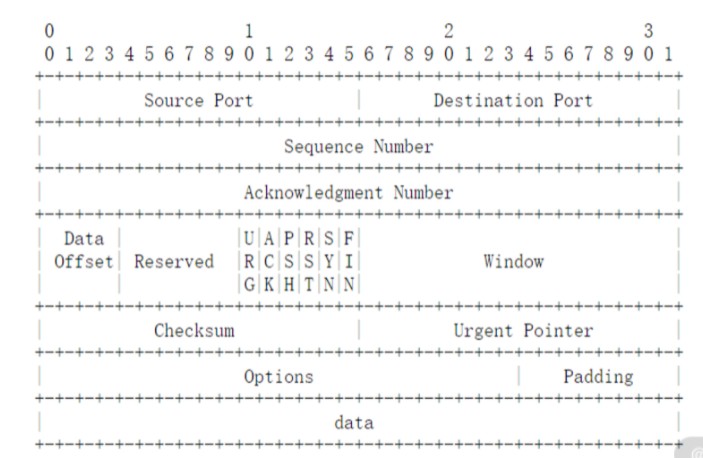 0                   1                   2                   3
0 1 2 3 4 5 6 7 8 9 0 1 2 3 4 5 6 7 8 9 0 1 2 3 4 5 6 7 8 9 0 1
+-+-+-+-+-+-+-+-+-+-+-+-+-+-+-+-+-+-+-+-+-+-+-+-+-+-+-+-+-+-+-+-+
|          Source Port          |       Destination Port        |
+-+-+-+-+-+-+-+-+-+-+-+-+-+-+-+-+-+-+-+-+-+-+-+-+-+-+-+-+-+-+-+-+
|                        Sequence Number                        |
+-+-+-+-+-+-+-+-+-+-+-+-+-+-+-+-+-+-+-+-+-+-+-+-+-+-+-+-+-+-+-+-+
|                    Acknowledgment Number                      |
+-+-+-+-+-+-+-+-+-+-+-+-+-+-+-+-+-+-+-+-+-+-+-+-+-+-+-+-+-+-+-+-+
|  Data |           |U|A|P|R|S|F|                               |
| Offset| Reserved  |R|C|S|S|Y|I|            Window             |
|       |           |G|K|H|T|N|N|                               |
+-+-+-+-+-+-+-+-+-+-+-+-+-+-+-+-+-+-+-+-+-+-+-+-+-+-+-+-+-+-+-+-+
|           Checksum            |         Urgent Pointer        |
+-+-+-+-+-+-+-+-+-+-+-+-+-+-+-+-+-+-+-+-+-+-+-+-+-+-+-+-+-+-+-+-+
|                    Options                    |    Padding    |
+-+-+-+-+-+-+-+-+-+-+-+-+-+-+-+-+-+-+-+-+-+-+-+-+-+-+-+-+-+-+-+-+
|                             data                              |
+-+-+-+-+-+-+-+-+-+-+-+-+-+-+-+-+-+-+-+-+-+-+-+-+-+-+-+-+-+-+-+-+